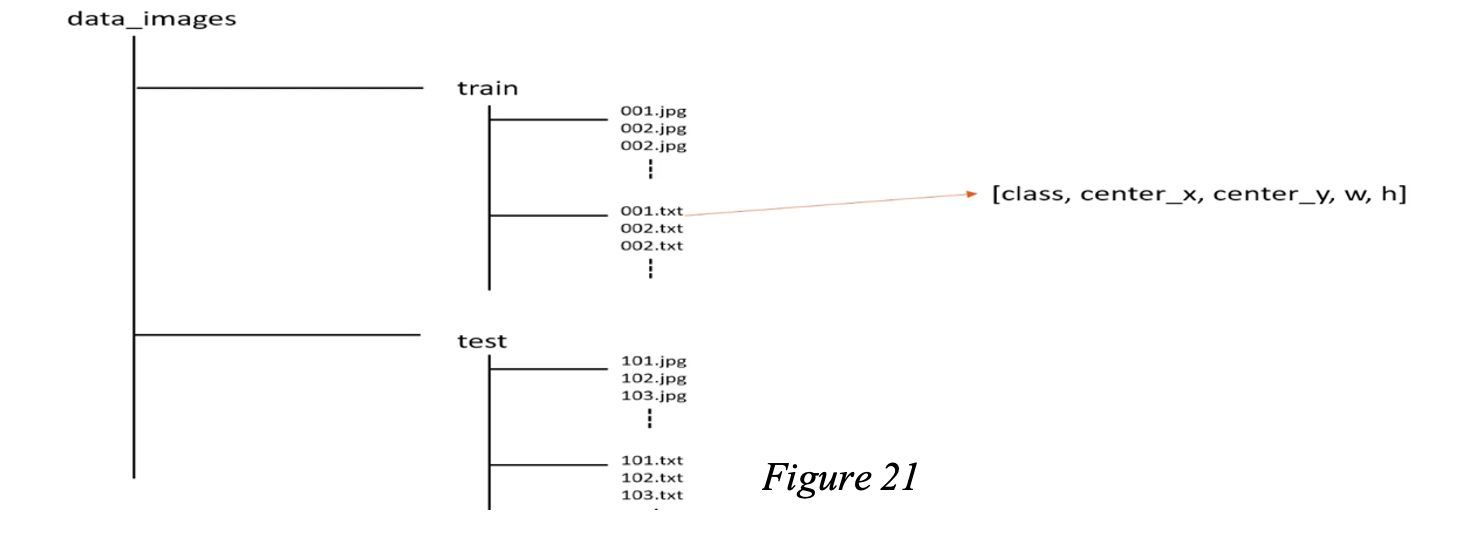 data_images
train
001.jpg
002.jpg
002.jpg
001.txt
002.txt
002.txt
[class, center_x, center_y, w, h]
test
101.jpg
102.jpg
103.jpg
101.txt
102.txt
103.txt
Figure 21